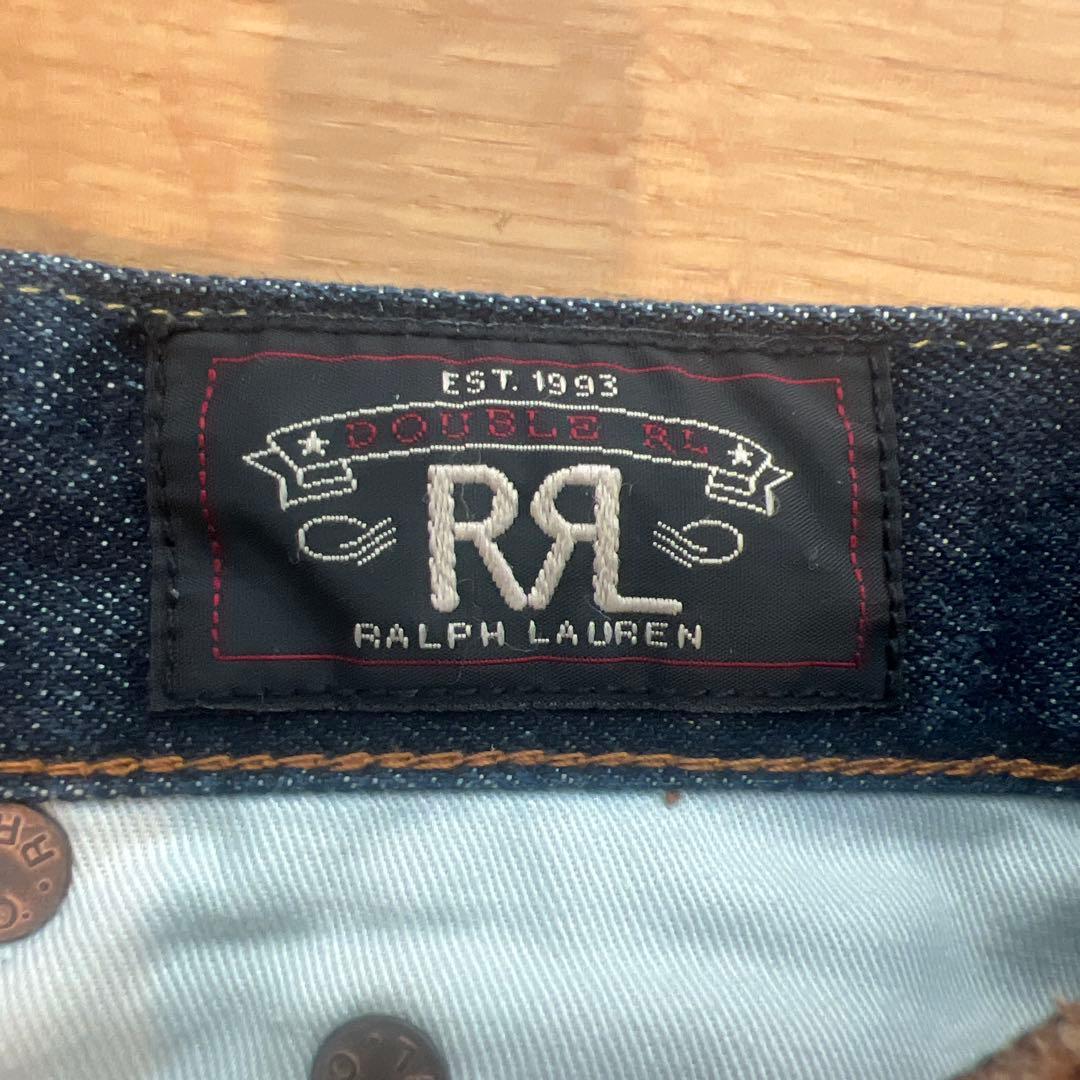 EST. 1993
DOUBLE RL
RRL
RALPH LAUREN